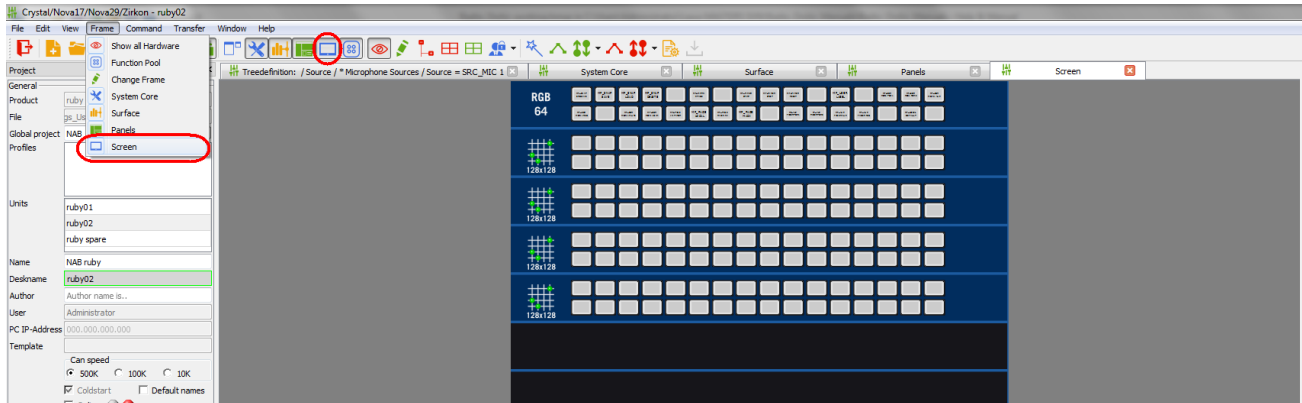 Crystal/Nova17/Nova29/Zirkon - ruby02
File Edit View Frame Command Transfer Window Help
Show all Hardware
Function Pool
Change Frame
System Core
Surface
Panels
Screen
Treedefinition: / Source / * Microphone Sources / Source = SRC_MIC 1
System Core
Surface
Panels
Screen
Project
General
Product ruby
File gs_Us
Global project NAB
Profiles
Units
ruby01
ruby02
ruby spare
Name NAB ruby
Deskname ruby02
Author Author name is..
User Administrator
PC IP-Address 000.000.000.000
Template
Can speed
500K 100K 10K
Coldstart Default names
RGB
64
128x128
128x128
128x128
128x128